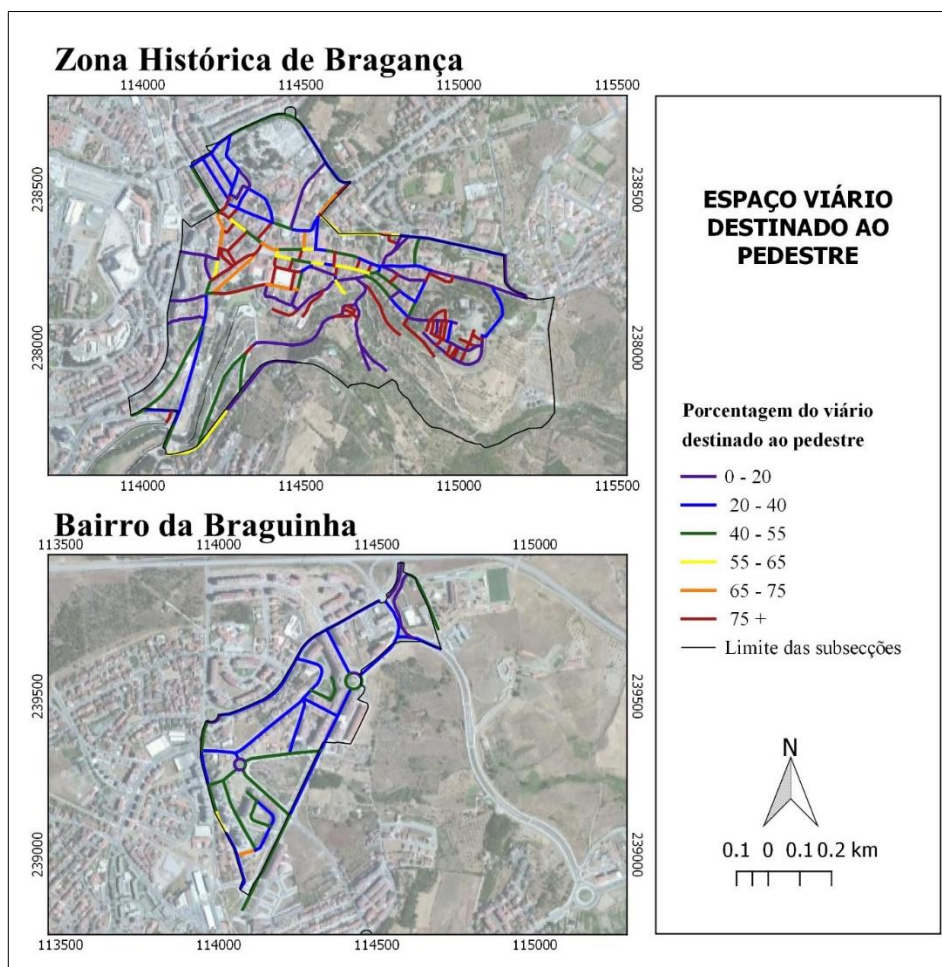 Zona Histórica de Bragança
114000 114500 115000 115500
238500 238500
238000 238000
114000 114500 115000 115500
Bairro da Braguinha
113500 114000 114500 115000
239500 239500
239000 239000
113500 114000 114500 115000
ESPAÇO VIÁRIO
DESTINADO AO
PEDESTRE
Porcentagem do viário
destinado ao pedestre
0 - 20
20 - 40
40 - 55
55 - 65
65 - 75
75 +
Limite das subsecções
N
0.1 0 0.1 0.2 km